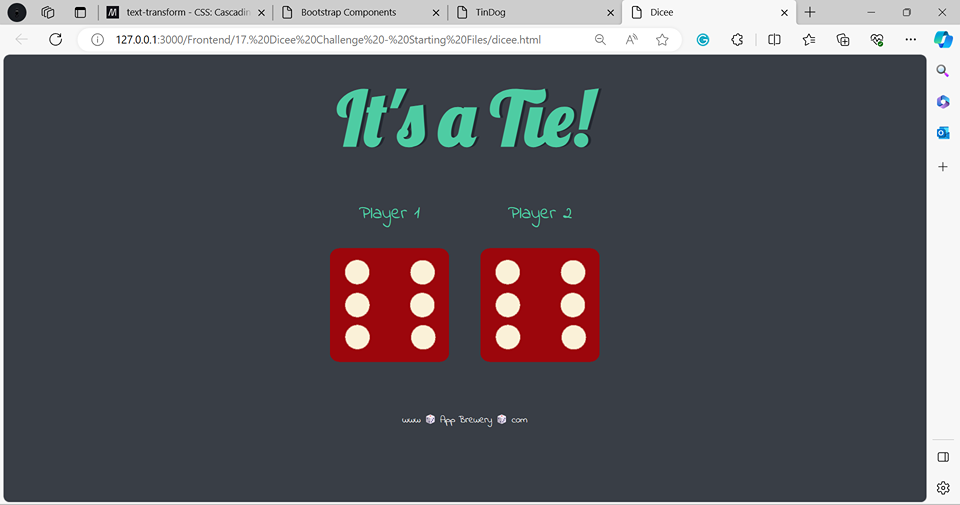 text-transform - CSS: Cascadin
Bootstrap Components
TinDog
Dicee
127.0.0.1:3000/Frontend/17.%20Dicee%20Challenge%20-%20Starting%20Files/dicee.html
It's a Tie!
Player 1
Player 2
www 🎲 App Brewery 🎲 com